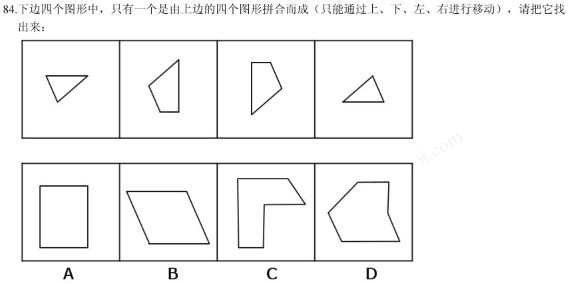 84.下边四个图形中，只有一个是由上边的四个图形拼合而成（只能通过上、下、左、右进行移动），请把它找
出来：
A B C D